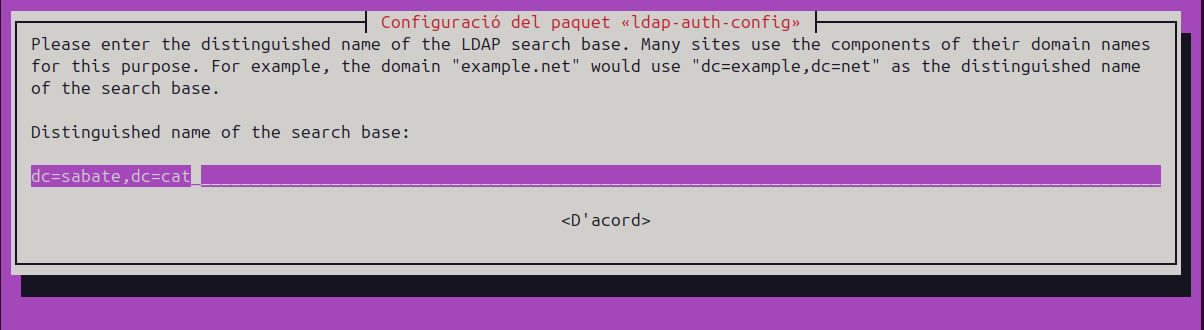 Configuració del paquet «ldap-auth-config»
Please enter the distinguished name of the LDAP search base. Many sites use the components of their domain names
for this purpose. For example, the domain "example.net" would use "dc=example,dc=net" as the distinguished name
of the search base.
Distinguished name of the search base:
dc=sabate,dc=cat
<D'acord>